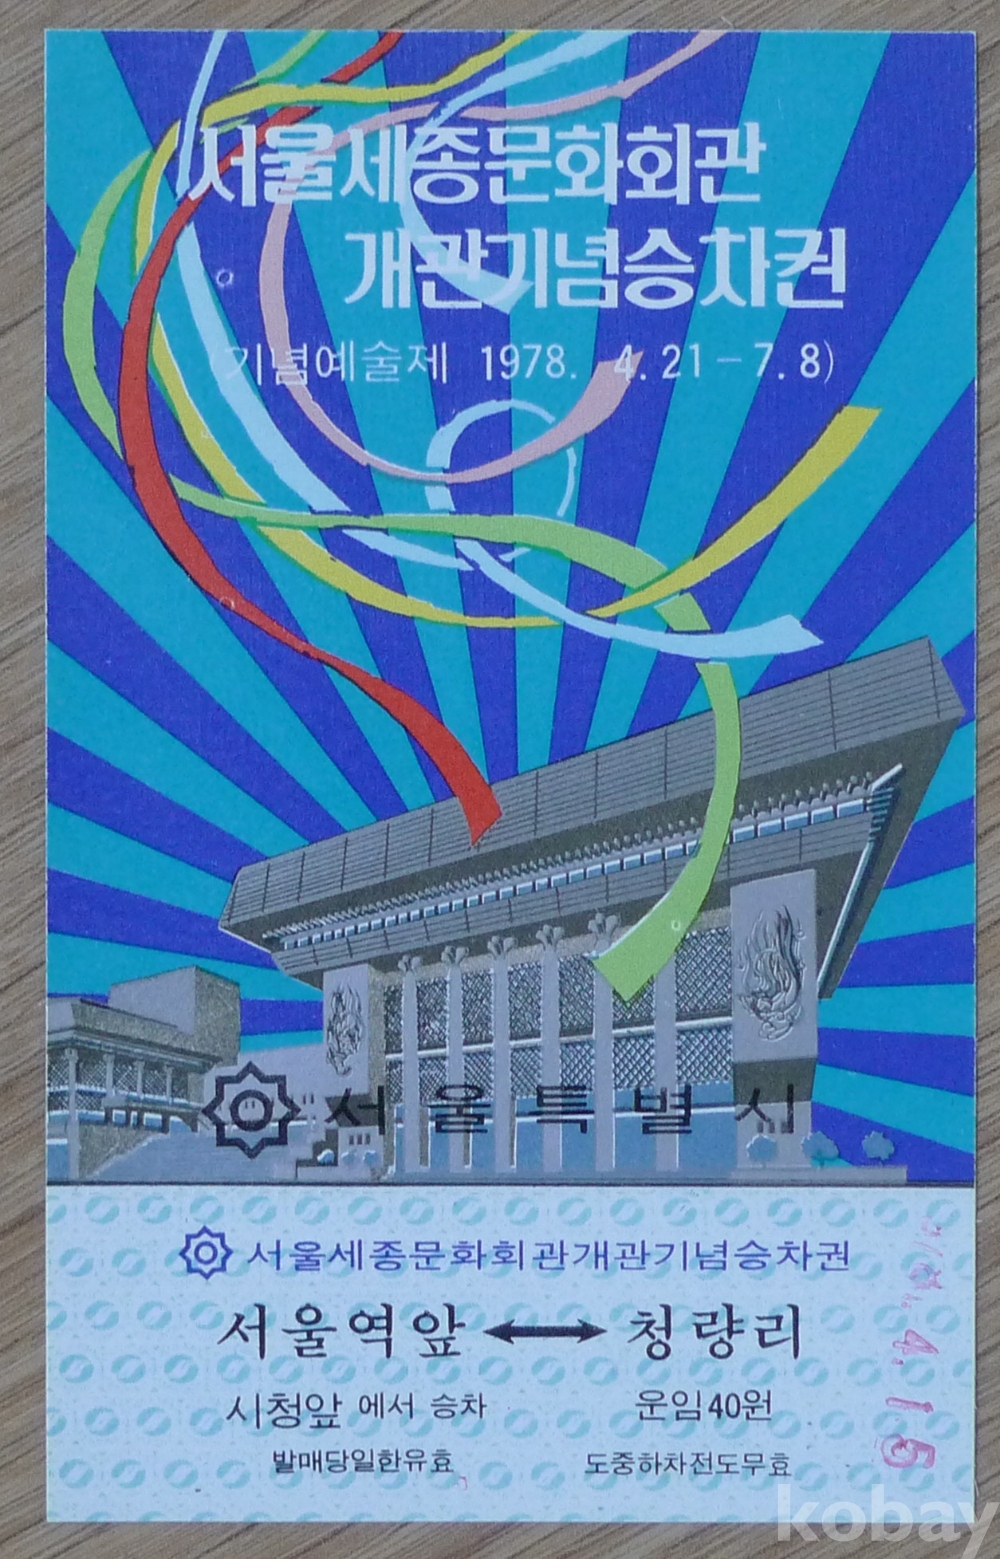 서울세종문화회관
개관기념승차권
(기념예술제 1978. 4.21－7.8)
서울특별시
서울세종문화회관개관기념승차권
서울역앞 ↔ 청량리
시청앞 에서 승차 운임40원
발매당일한유효 도중하차전도무효
4.15
kobay